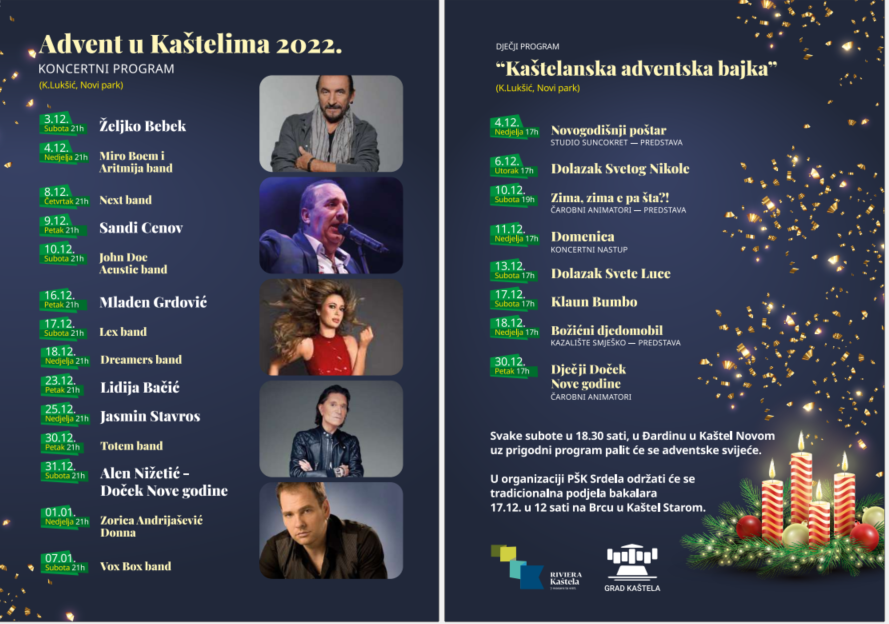 Advent u Kaštelima 2022.
KONCERTNI PROGRAM
(K.Lukšić, Novi park)
3.12.
Subota 21h
Željko Bebek
4.12.
Nedjelja 21h
Miro Boem i
Aritmija band
8.12.
Četvrtak 21h
Next band
9.12.
Petak 21h
Sandi Cenov
10.12.
Subota 21h
John Doe
Acustic band
16.12.
Petak 21h
Mladen Grdović
17.12.
Subota 21h
Lex band
18.12.
Nedjelja 21h
Dreamers band
23.12.
Petak 21h
Lidija Bačić
25.12.
Nedjelja 21h
Jasmin Stavros
30.12.
Petak 21h
Totem band
31.12.
Subota 21h
Alen Nižetić -
Doček Nove godine
01.01.
Nedjelja 21h
Zorica Andrijašević
Donna
07.01.
Subota 21h
Vox Box band
DJEČJI PROGRAM
“Kaštelanska adventska bajka”
(K.Lukšić, Novi park)
4.12.
Nedjelja 17h
Novogodišnji poštar
STUDIO SUNCOKRET — PREDSTAVA
6.12.
Utorak 17h
Dolazak Svetog Nikole
10.12.
Subota 19h
Zima, zima e pa šta?!
ČAROBNI ANIMATORI — PREDSTAVA
11.12.
Nedjelja 17h
Domenica
KONCERTNI NASTUP
13.12.
Subota 17h
Dolazak Svete Luce
17.12.
Subota 17h
Klaun Bumbo
18.12.
Nedjelja 17h
Božićni djedomobil
KAZALIŠTE SMJEŠKO — PREDSTAVA
30.12.
Petak 17h
Dječji Doček
Nove godine
ČAROBNI ANIMATORI
Svake subote u 18.30 sati, u Đardinu u Kaštel Novom
uz prigodni program palit će se adventske svijeće.
U organizaciji PŠK Srdela održati će se
tradicionalna podjela bakalara
17.12. u 12 sati na Brcu u Kaštel Starom.
RIVIERA
Kaštela
GRAD KAŠTELA